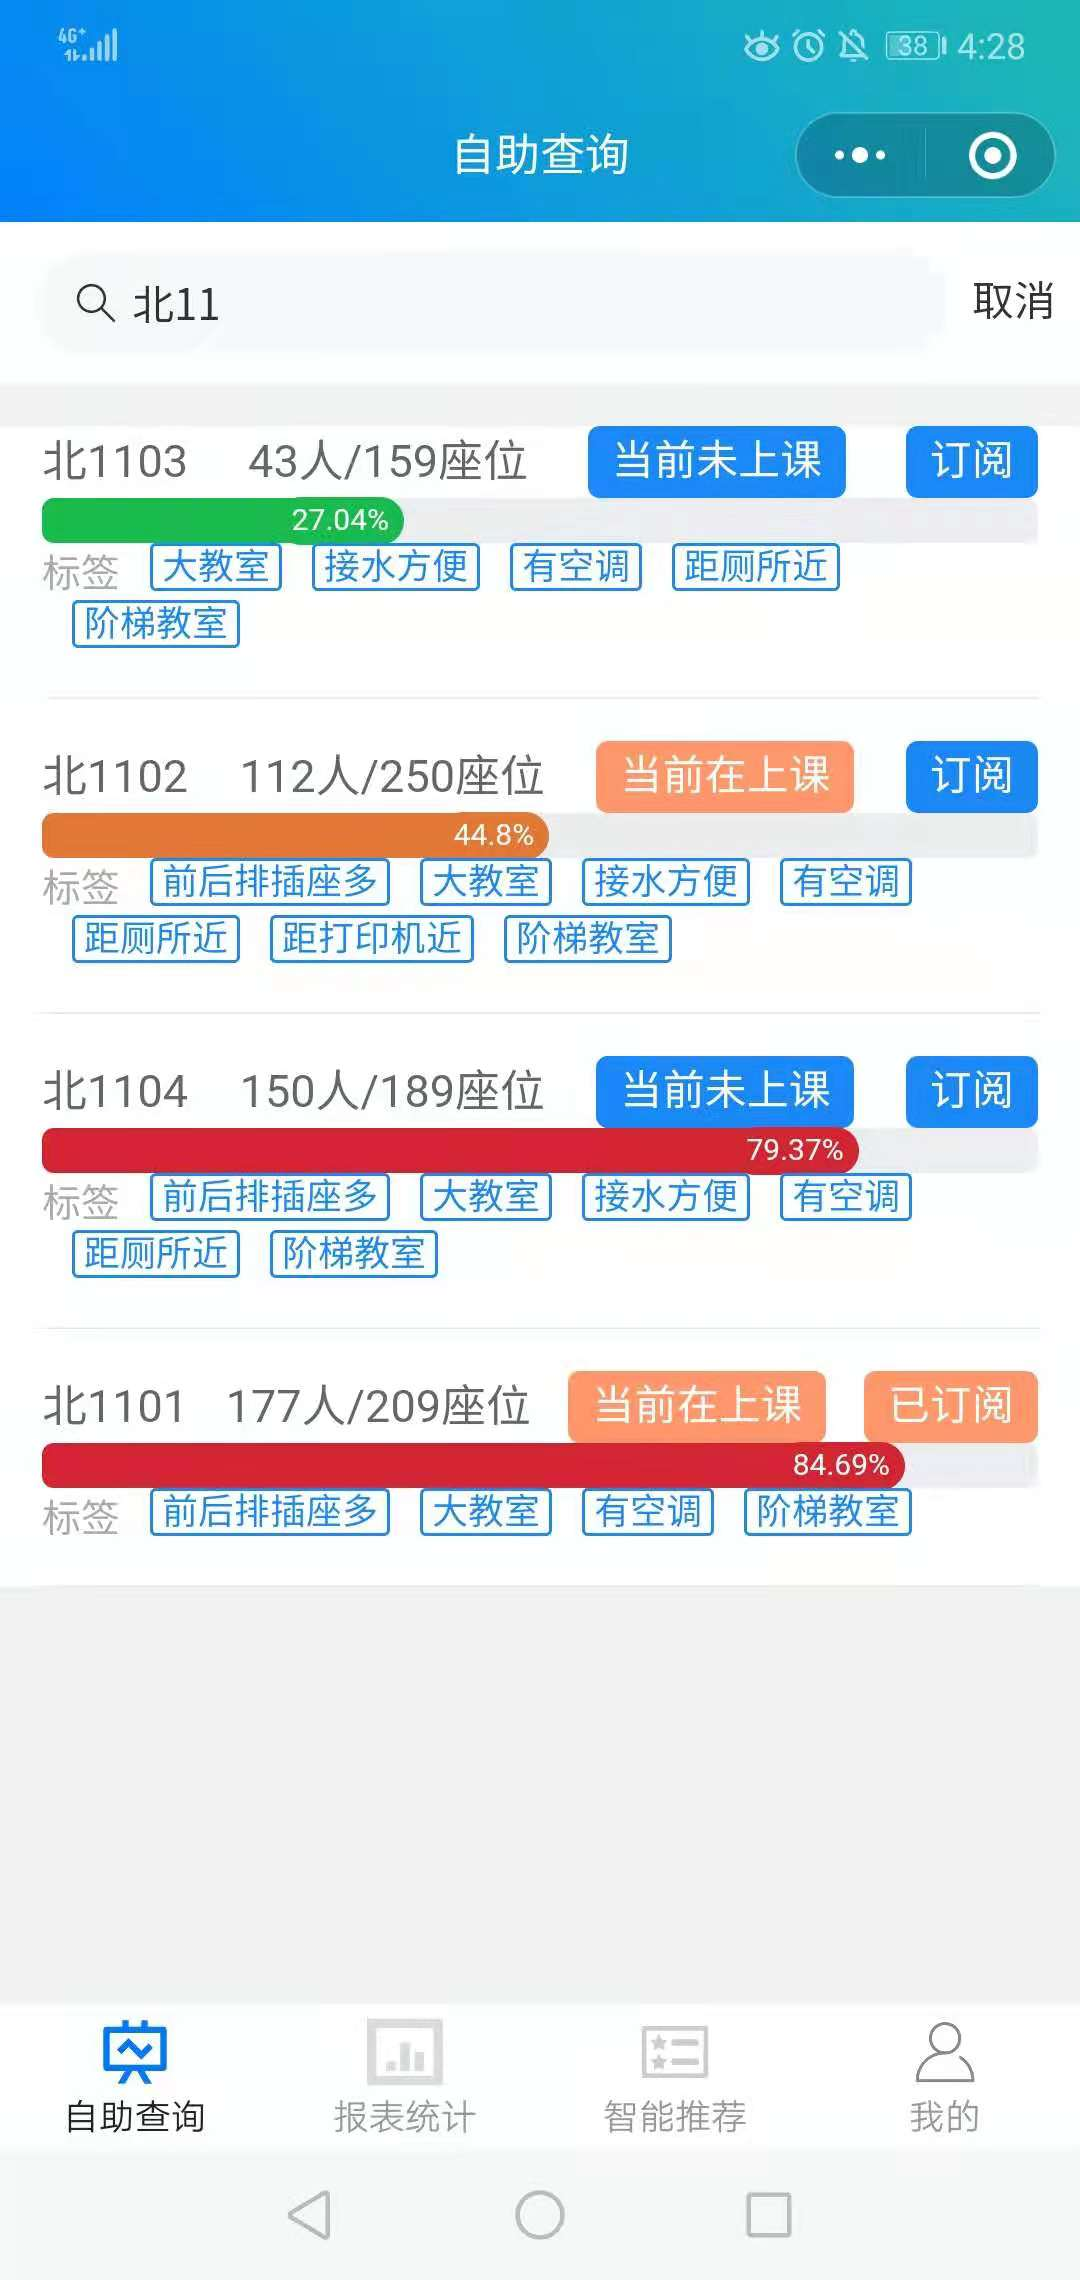 4G+ 38 4:28
自助查询
北11 取消
北1103 43人/159座位 当前未上课 订阅
27.04%
标签 大教室 接水方便 有空调 距厕所近
阶梯教室
北1102 112人/250座位 当前在上课 订阅
44.8%
标签 前后排插座多 大教室 接水方便 有空调
距厕所近 距打印机近 阶梯教室
北1104 150人/189座位 当前未上课 订阅
79.37%
标签 前后排插座多 大教室 接水方便 有空调
距厕所近 阶梯教室
北1101 177人/209座位 当前在上课 已订阅
84.69%
标签 前后排插座多 大教室 有空调 阶梯教室
自助查询 报表统计 智能推荐 我的